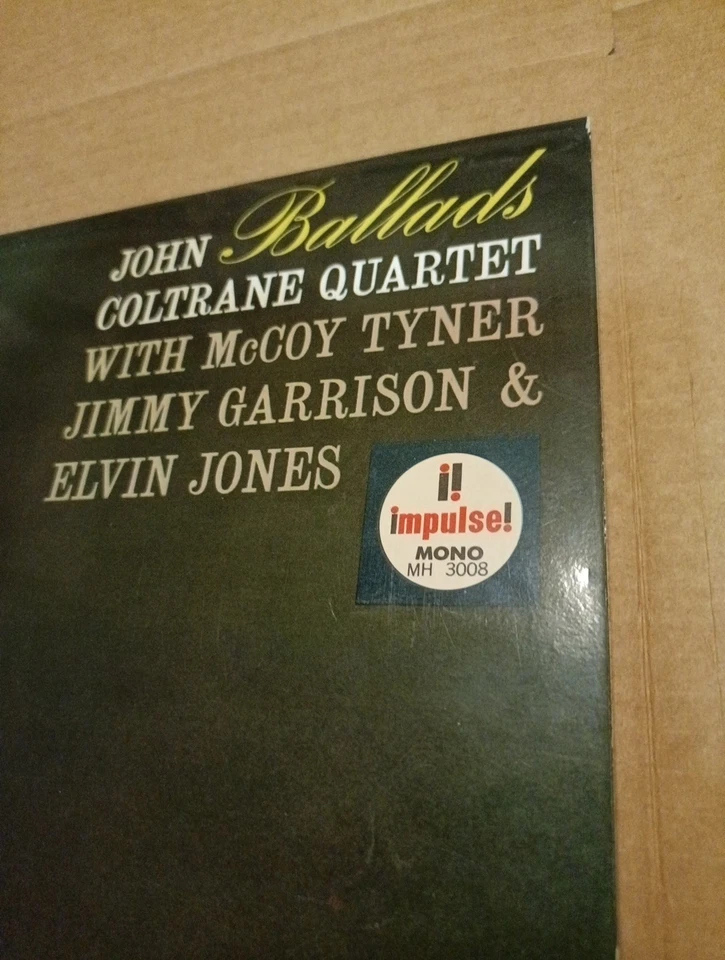 JOHN Ballads
COLTRANE QUARTET
WITH McCOY TYNER
JIMMY GARRISON &
ELVIN JONES
i!
impulse!
MONO
MH 3008